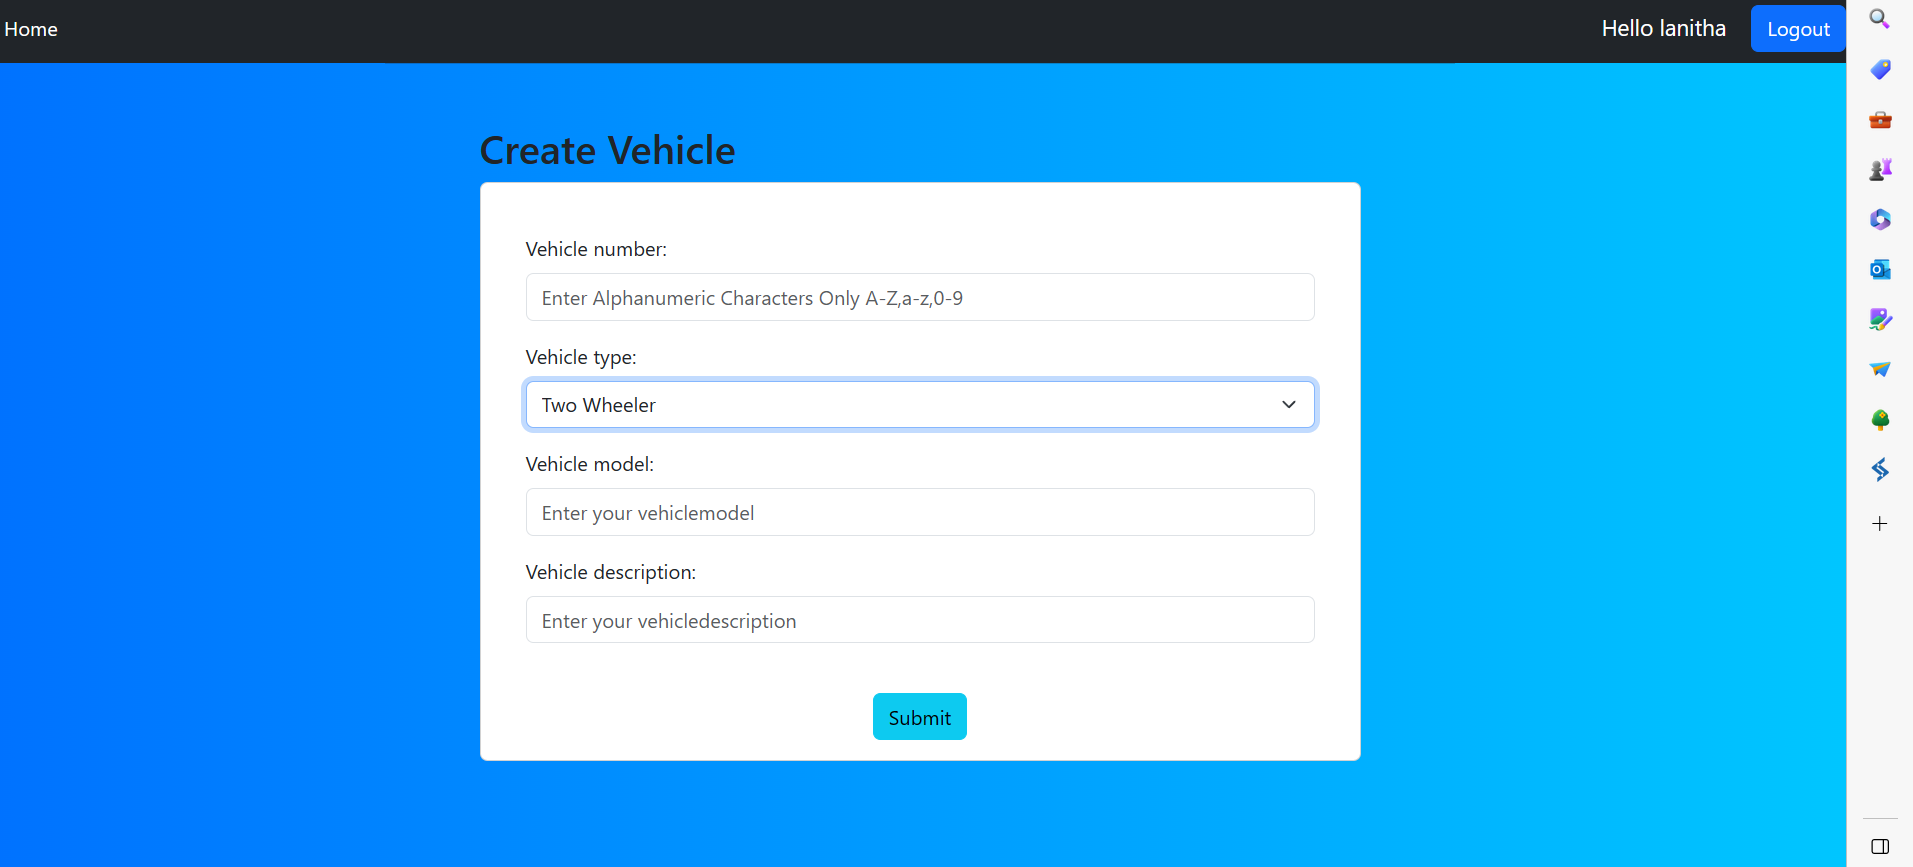 Home
Hello lanitha
Logout
Create Vehicle
Vehicle number:
Enter Alphanumeric Characters Only A-Z,a-z,0-9
Vehicle type:
Two Wheeler
Vehicle model:
Enter your vehiclemodel
Vehicle description:
Enter your vehicledescription
Submit